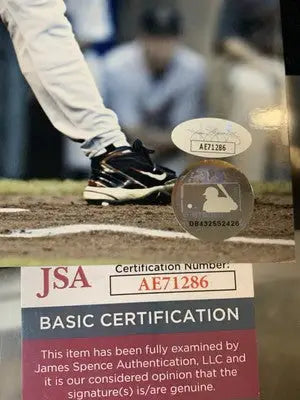 AE71286
DB432552426
JSA
Certification Number:
AE71286
BASIC CERTIFICATION
This item has been fully examined by
James Spence Authentication, LLC and
it is our considered opinion that the
signature(s) is/are genuine.